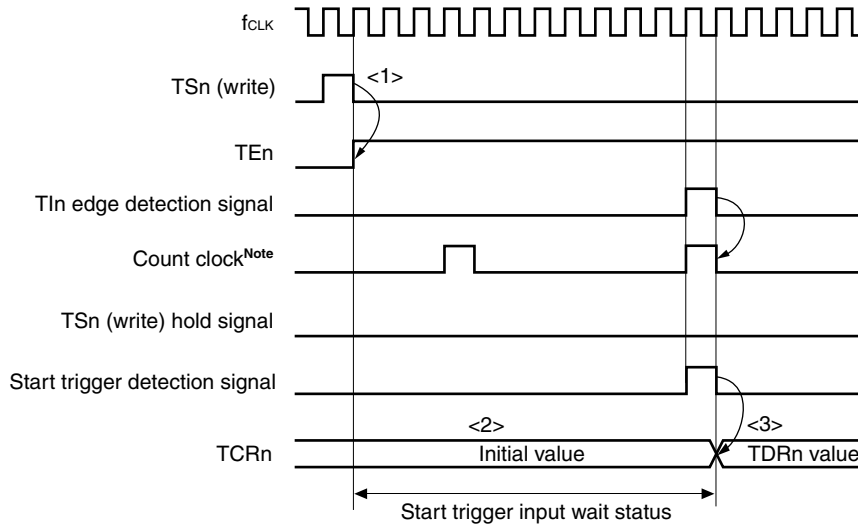 fCLK
TSn (write)
<1>
TEn
TIn edge detection signal
Count clockNote
TSn (write) hold signal
Start trigger detection signal
<2>
<3>
TCRn
Initial value
TDRn value
Start trigger input wait status